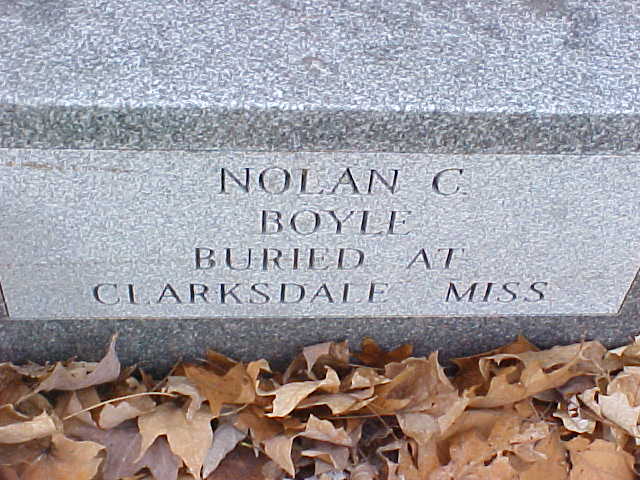 NOLAN C
BOYLE
BURIED AT
CLARKSDALE MISS